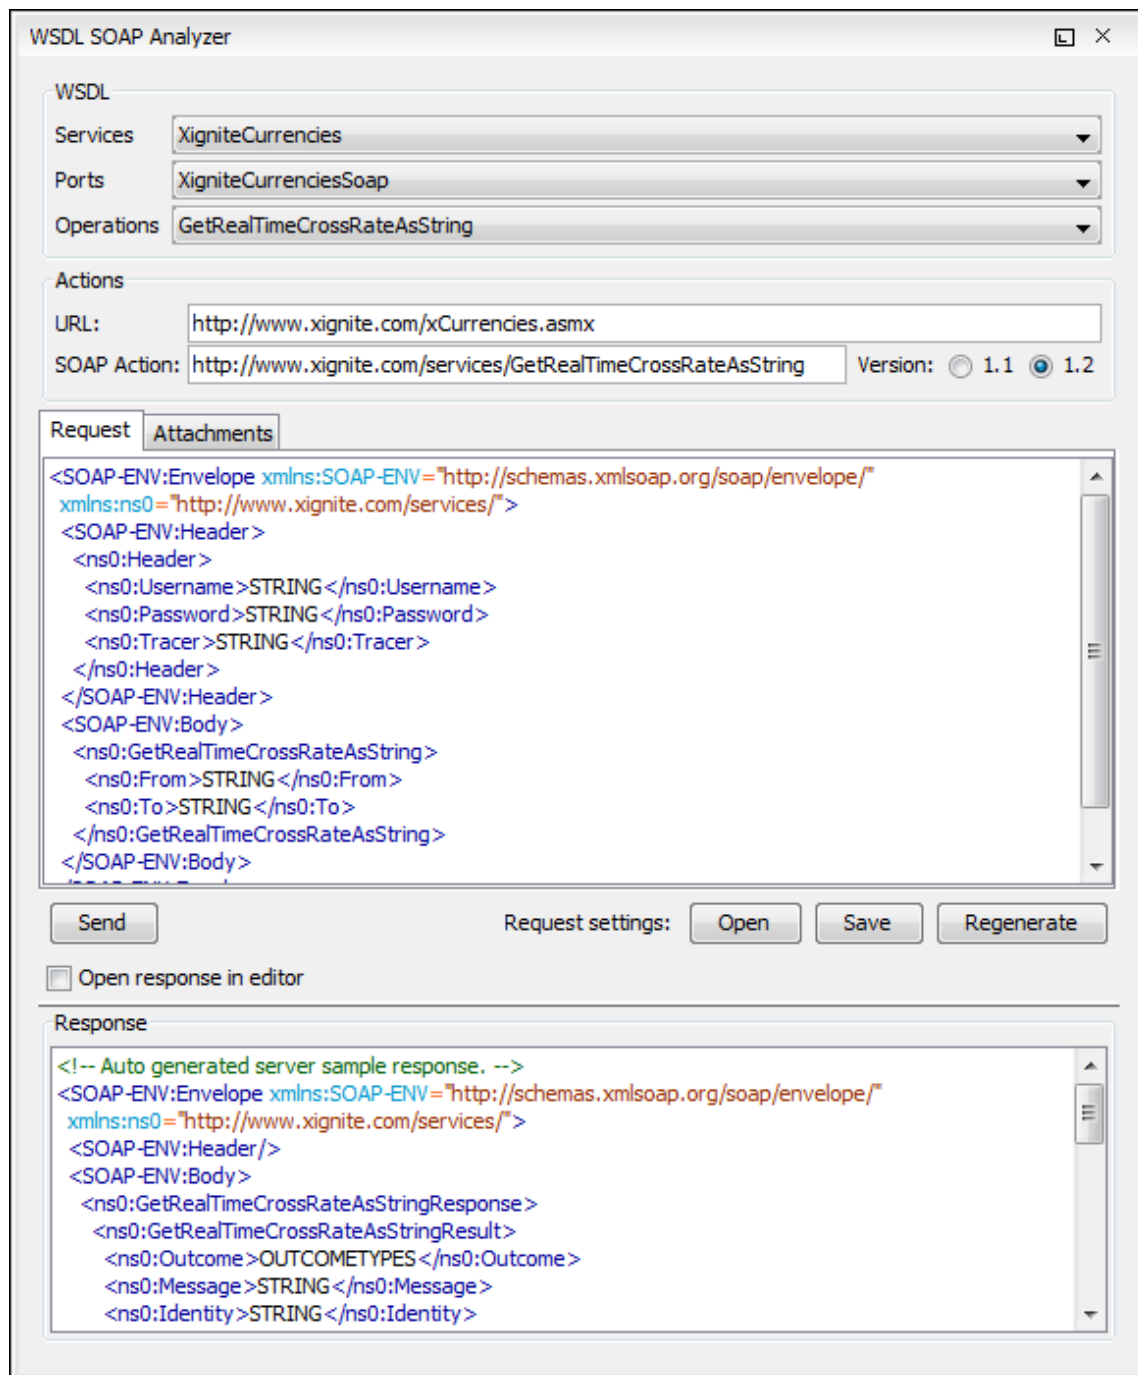 WSDL SOAP Analyzer
WSDL
Services XigniteCurrencies
Ports XigniteCurrenciesSoap
Operations GetRealTimeCrossRateAsString
Actions
URL: http://www.xignite.com/xCurrencies.asmx
SOAP Action: http://www.xignite.com/services/GetRealTimeCrossRateAsString Version: 1.1 1.2
Request Attachments
<SOAP-ENV:Envelope xmlns:SOAP-ENV="http://schemas.xmlsoap.org/soap/envelope/"
xmlns:ns0="http://www.xignite.com/services/">
<SOAP-ENV:Header>
<ns0:Header>
<ns0:Username>STRING</ns0:Username>
<ns0:Password>STRING</ns0:Password>
<ns0:Tracer>STRING</ns0:Tracer>
</ns0:Header>
</SOAP-ENV:Header>
<SOAP-ENV:Body>
<ns0:GetRealTimeCrossRateAsString>
<ns0:From>STRING</ns0:From>
<ns0:To>STRING</ns0:To>
</ns0:GetRealTimeCrossRateAsString>
</SOAP-ENV:Body>
Send Request settings: Open Save Regenerate
Open response in editor
Response
<!-- Auto generated server sample response. -->
<SOAP-ENV:Envelope xmlns:SOAP-ENV="http://schemas.xmlsoap.org/soap/envelope/"
xmlns:ns0="http://www.xignite.com/services/">
<SOAP-ENV:Header/>
<SOAP-ENV:Body>
<ns0:GetRealTimeCrossRateAsStringResponse>
<ns0:GetRealTimeCrossRateAsStringResult>
<ns0:Outcome>OUTCOMETYPES</ns0:Outcome>
<ns0:Message>STRING</ns0:Message>
<ns0:Identity>STRING</ns0:Identity>